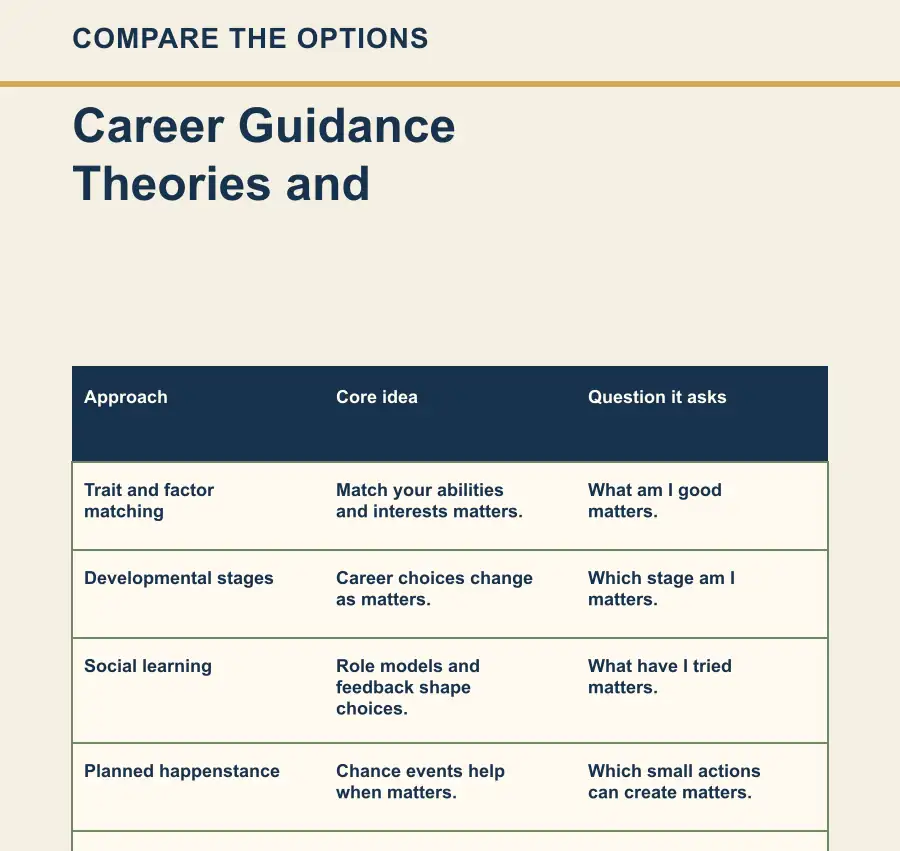 COMPARE THE OPTIONS
Career Guidance
Theories and
Approach
Core idea
Question it asks
Trait and factor
matching
Match your abilities
and interests matters.
What am I good
matters.
Developmental stages
Career choices change
as matters.
Which stage am I
matters.
Social learning
Role models and
feedback shape
choices.
What have I tried
matters.
Planned happenstance
Chance events help
when matters.
Which small actions
can create matters.